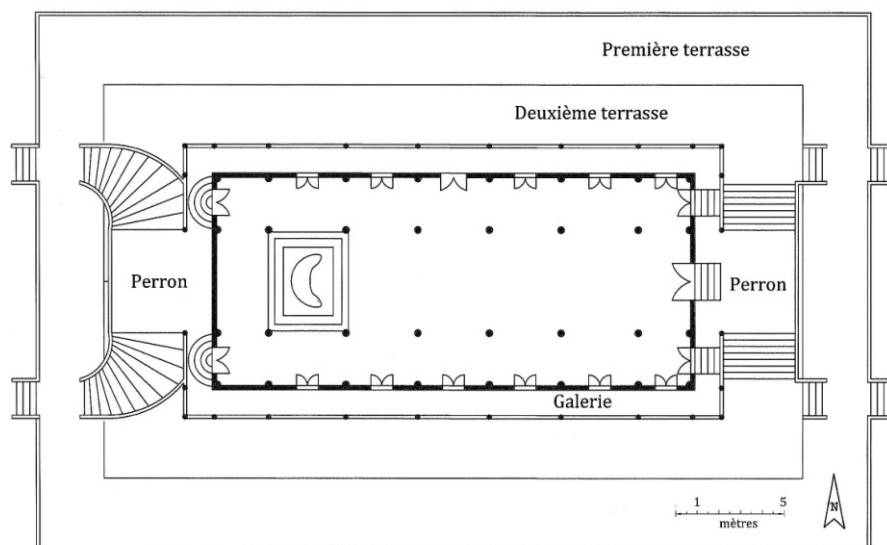 Première terrasse
Deuxième terrasse
Perron
Perron
Galerie
1 5
mètres
N